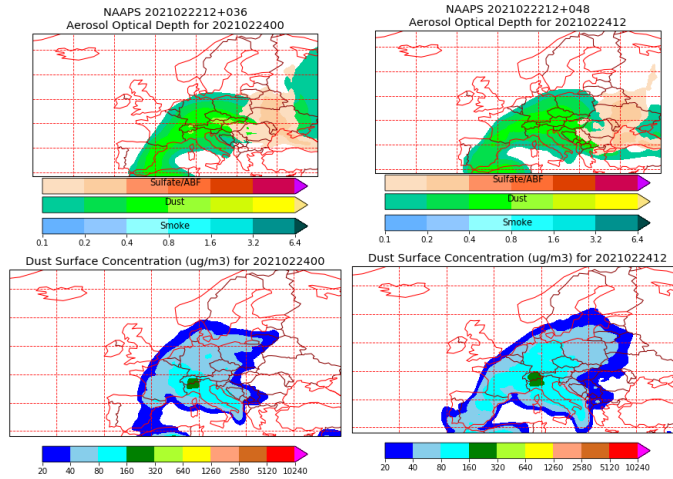 NAAPS 2021022212+036
Aerosol Optical Depth for 2021022400
Sulfate/ABF
Dust
Smoke
0.1 0.2 0.4 0.8 1.6 3.2 6.4
NAAPS 2021022212+048
Aerosol Optical Depth for 2021022412
Sulfate/ABF
Dust
Smoke
0.1 0.2 0.4 0.8 1.6 3.2 6.4
Dust Surface Concentration (ug/m3) for 2021022400
20 40 80 160 320 640 1260 2580 5120 10240
Dust Surface Concentration (ug/m3) for 2021022412
20 40 80 160 320 640 1260 2580 5120 10240